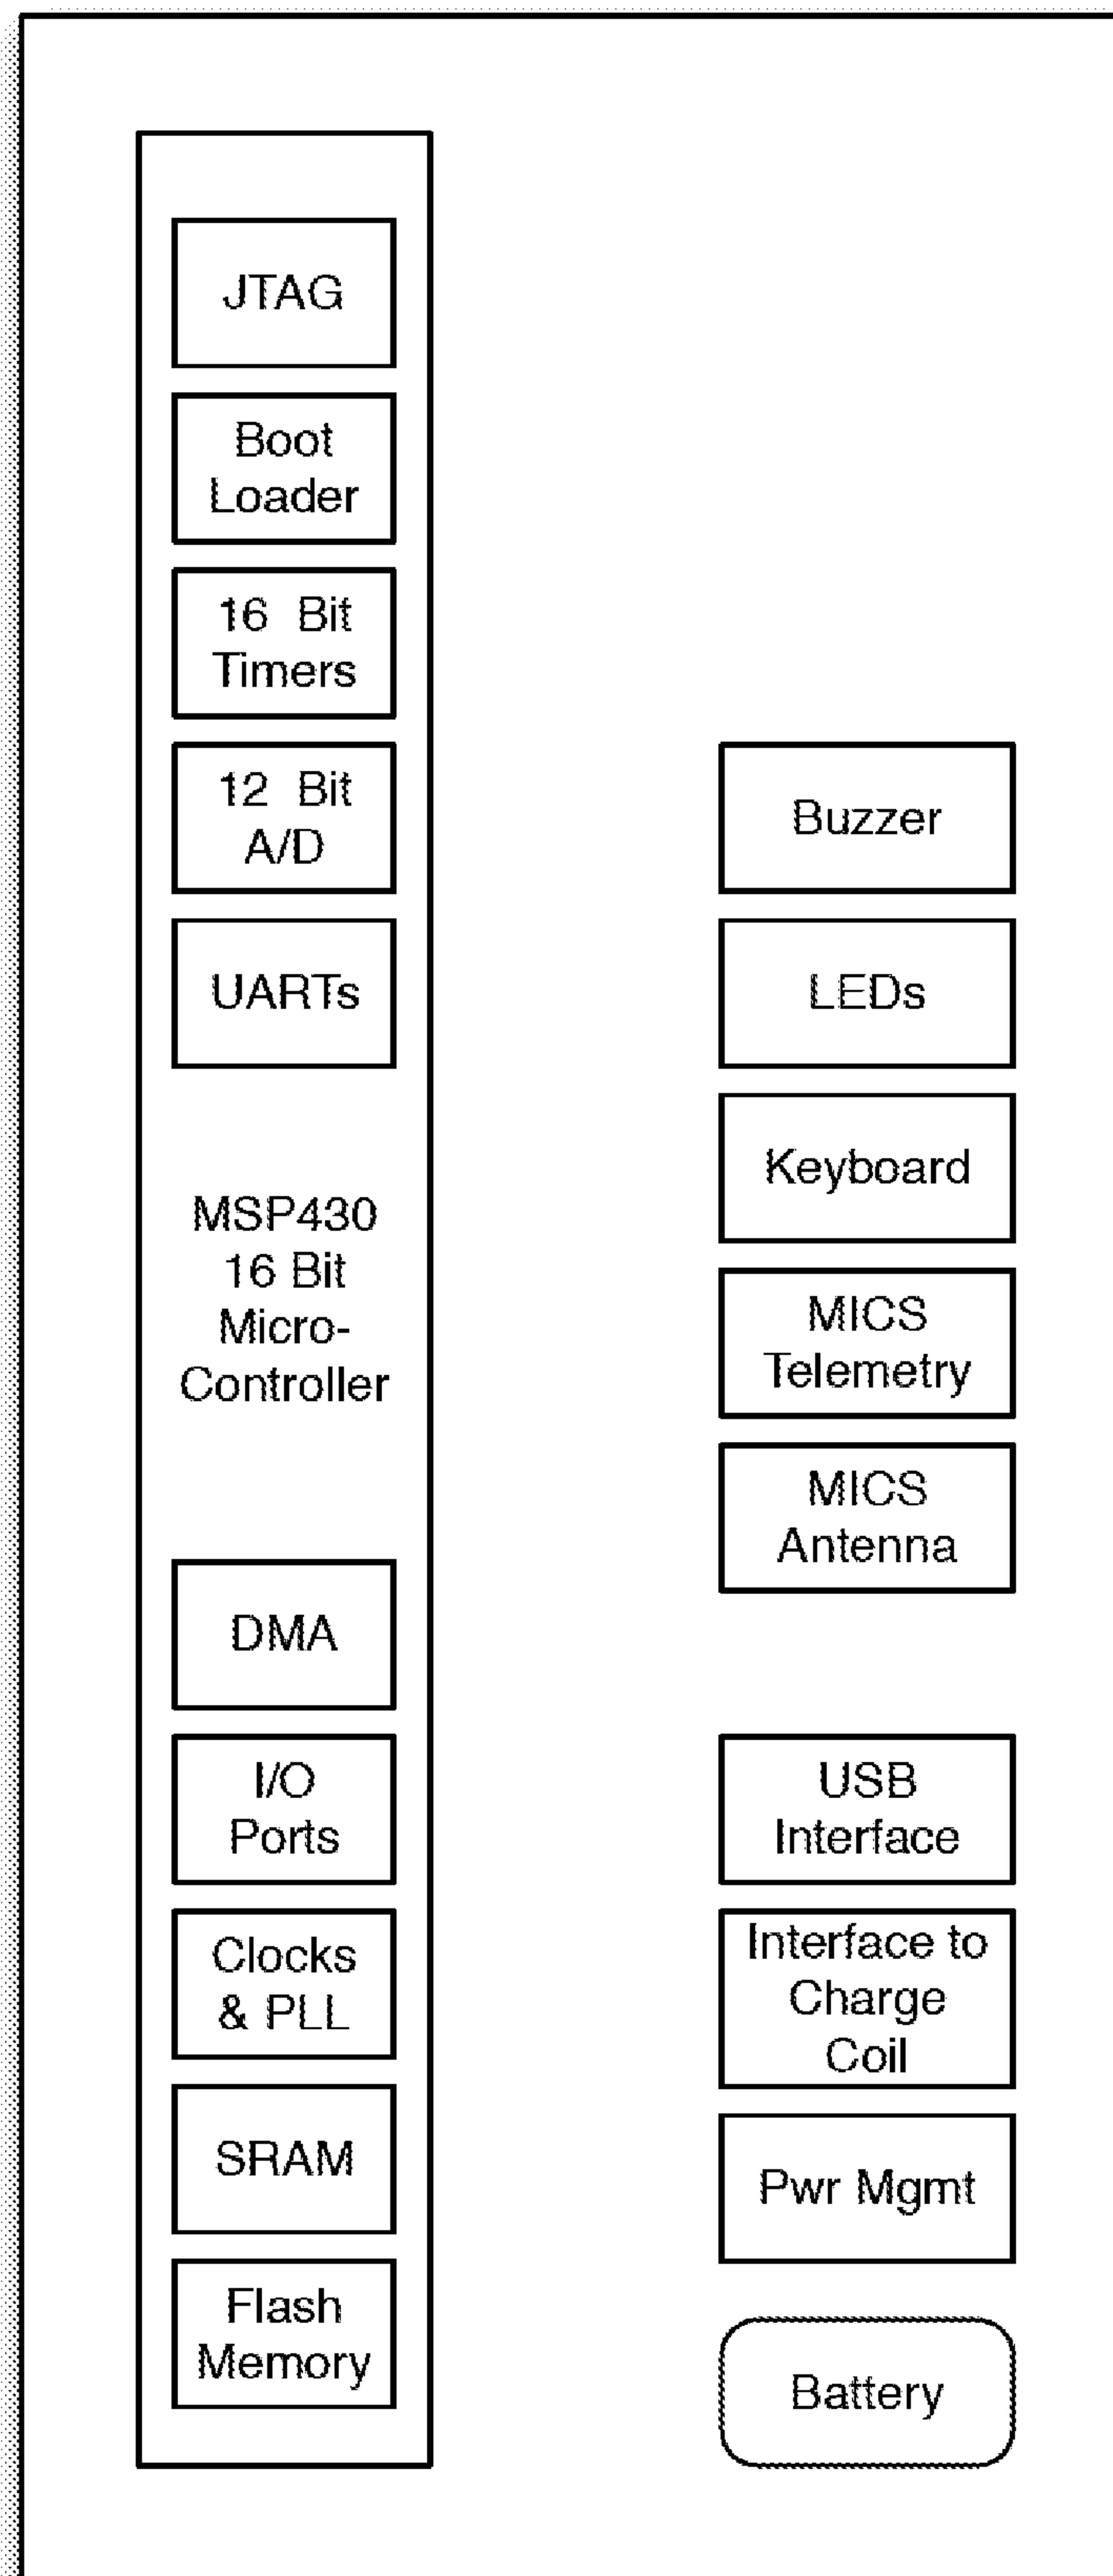 JTAG
Boot
Loader
16 Bit
Timers
12 Bit
A/D
UARTs
MSP430
16 Bit
Micro-
Controller
DMA
I/O
Ports
Clocks
& PLL
SRAM
Flash
Memory
Buzzer
LEDs
Keyboard
MICS
Telemetry
MICS
Antenna
USB
Interface
Interface to
Charge
Coil
Pwr Mgmt
Battery